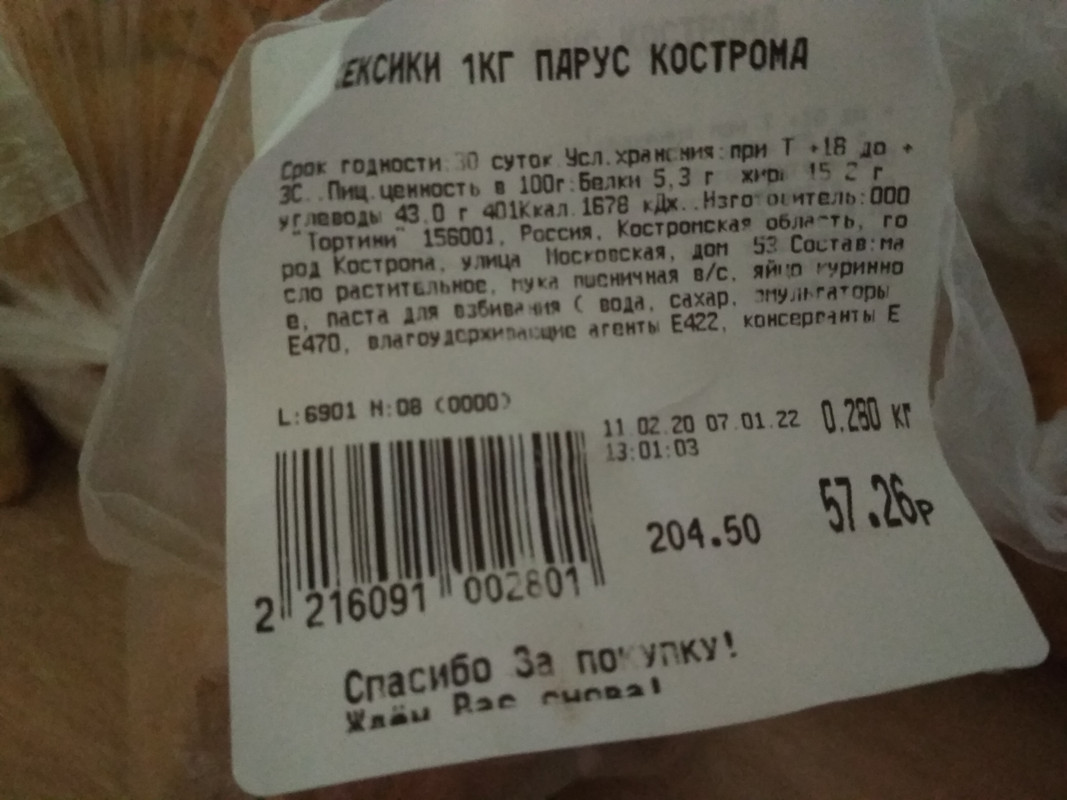 ЕКСИКИ 1КГ ПАРУС КОСТРОМА
Срок годности:30 суток Усл.хранения:при Т +18 до +
3С..Пищ.ценность в 100г:Белки 5,3 г жиры 15 2 г
углеводы 43.0 г 401Ккал.1678 кДж..Изготовитель:ООО
"Тортини" 156001, Россия, Костромская область, го
род Кострома, улица Московская, дом 53 Состав:ма
сло растительное, мука пшеничная в/с, яйцо куринно
е, паста для взбивания ( вода, сахар, эмульгаторы
Е470, влагоудерживающие агенты Е422, консерванты Е
L:6901 N:08 (0000)
11.02.20 07.01.22 0.280 кг
13:01:03
204.50 57.26р
2 216091 002801
Спасибо За покупку!
Ждём Вас снова!